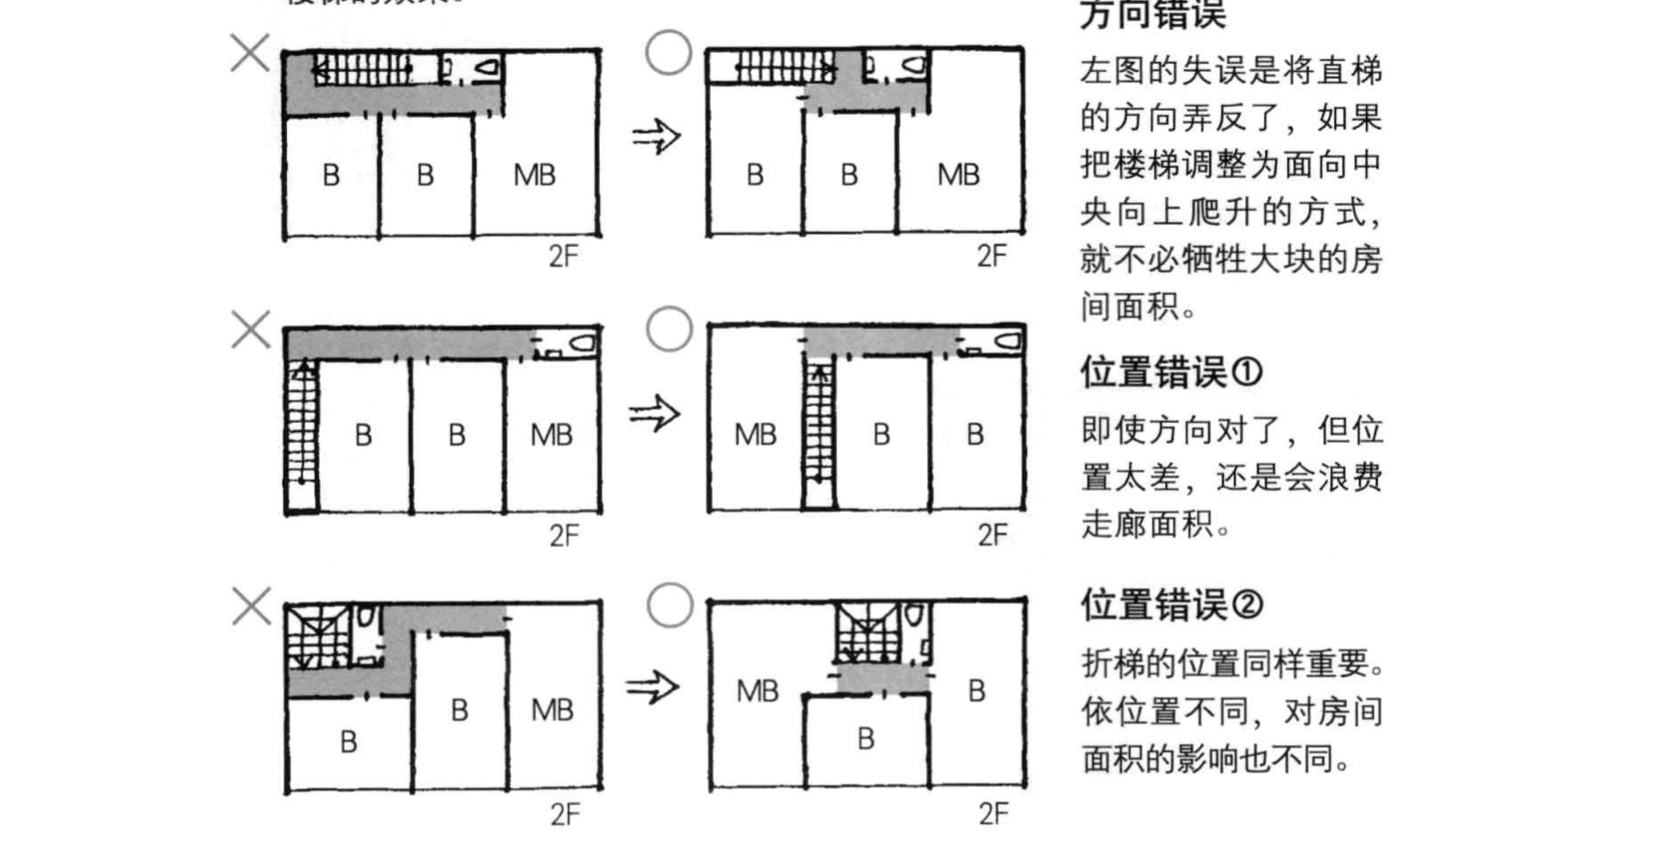 方向错误
左图的失误是将直梯
的方向弄反了，如果
把楼梯调整为面向中
央向上爬升的方式，
就不必牺牲大块的房
间面积。
B
B
MB
2F
B
B
MB
2F
位置错误①
即使方向对了，但位
置太差，还是会浪费
走廊面积。
B
B
MB
2F
MB
B
B
2F
位置错误②
折梯的位置同样重要。
依位置不同，对房间
面积的影响也不同。
B
B
MB
2F
MB
B
B
2F